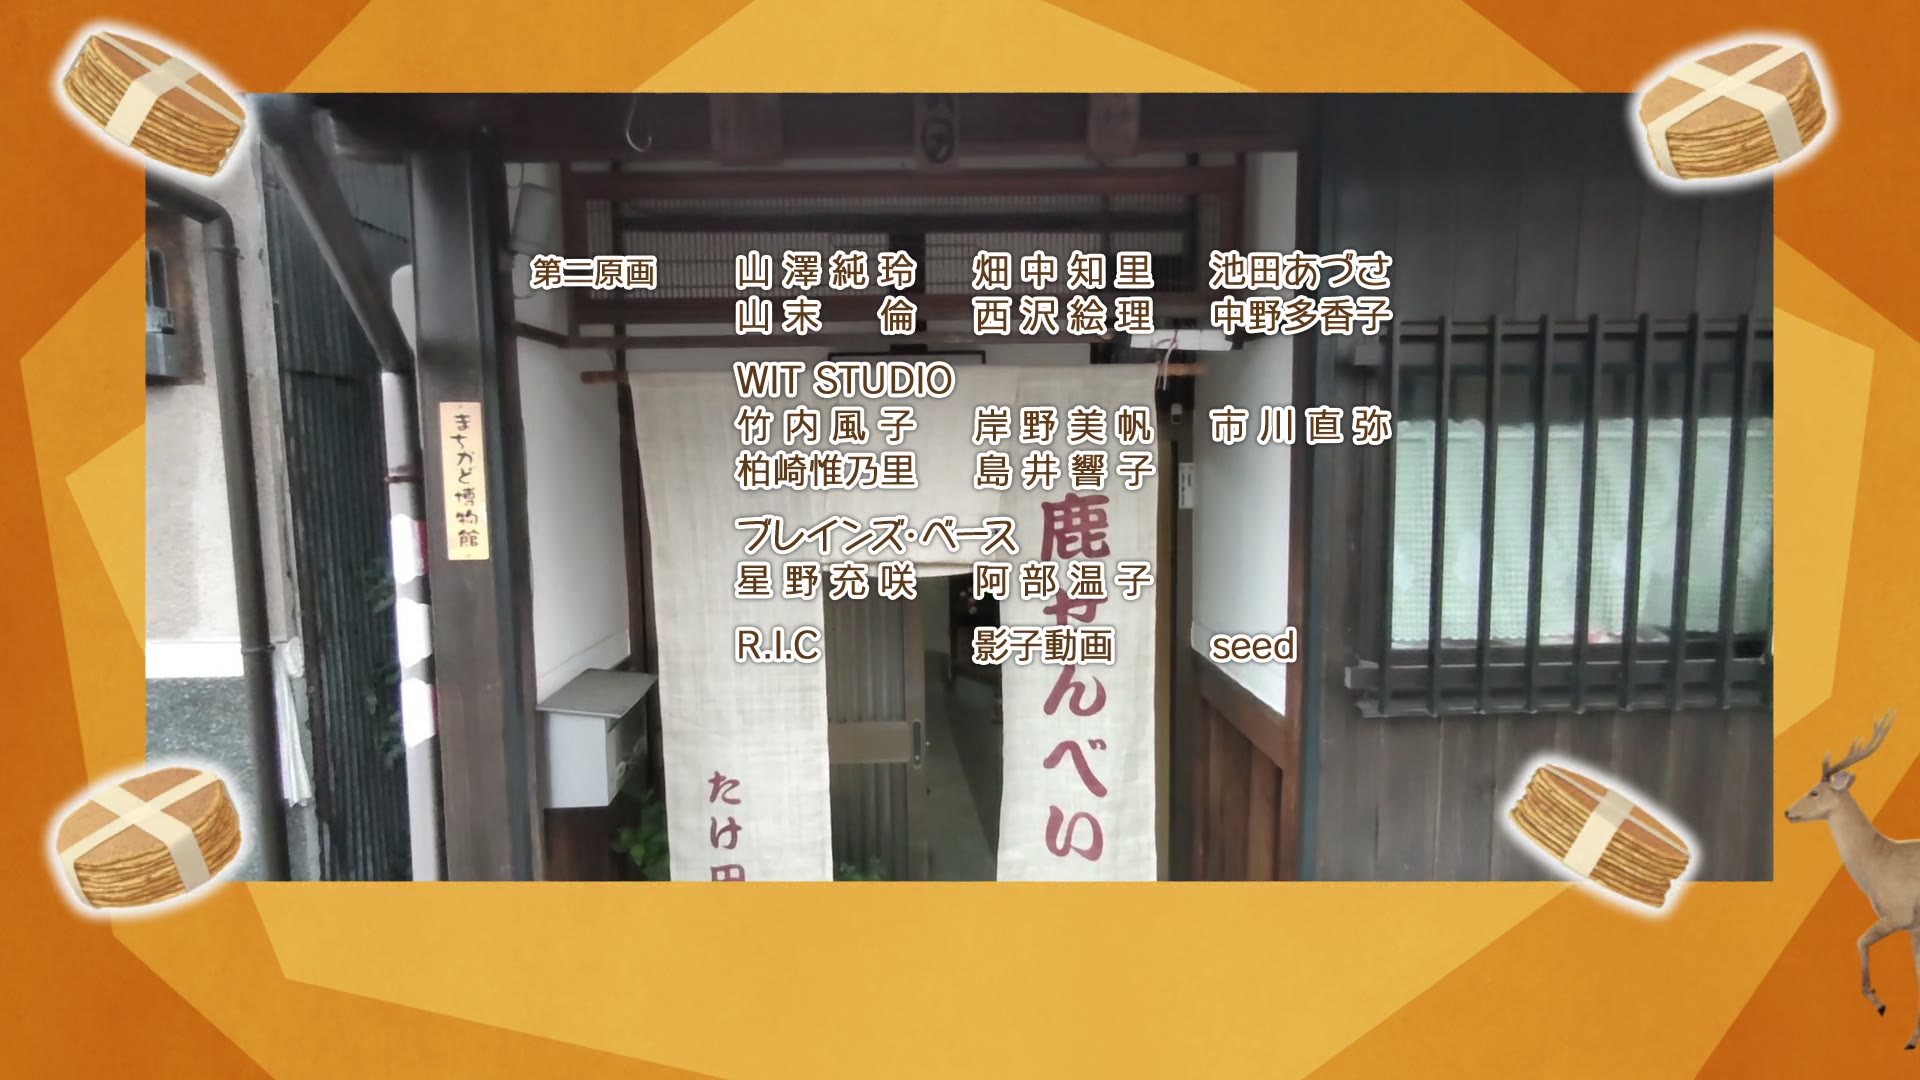 第二原画 山澤純玲 畑中知里 池田あづさ
山末 倫 西沢絵理 中野多香子
WIT STUDIO
竹内風子 岸野美帆 市川直弥
柏崎惟乃里 島井響子
ブレインズ・ベース
星野充咲 阿部温子
R.I.C 影子動画 seed
まちかど博物館
鹿せんべい
たけ田